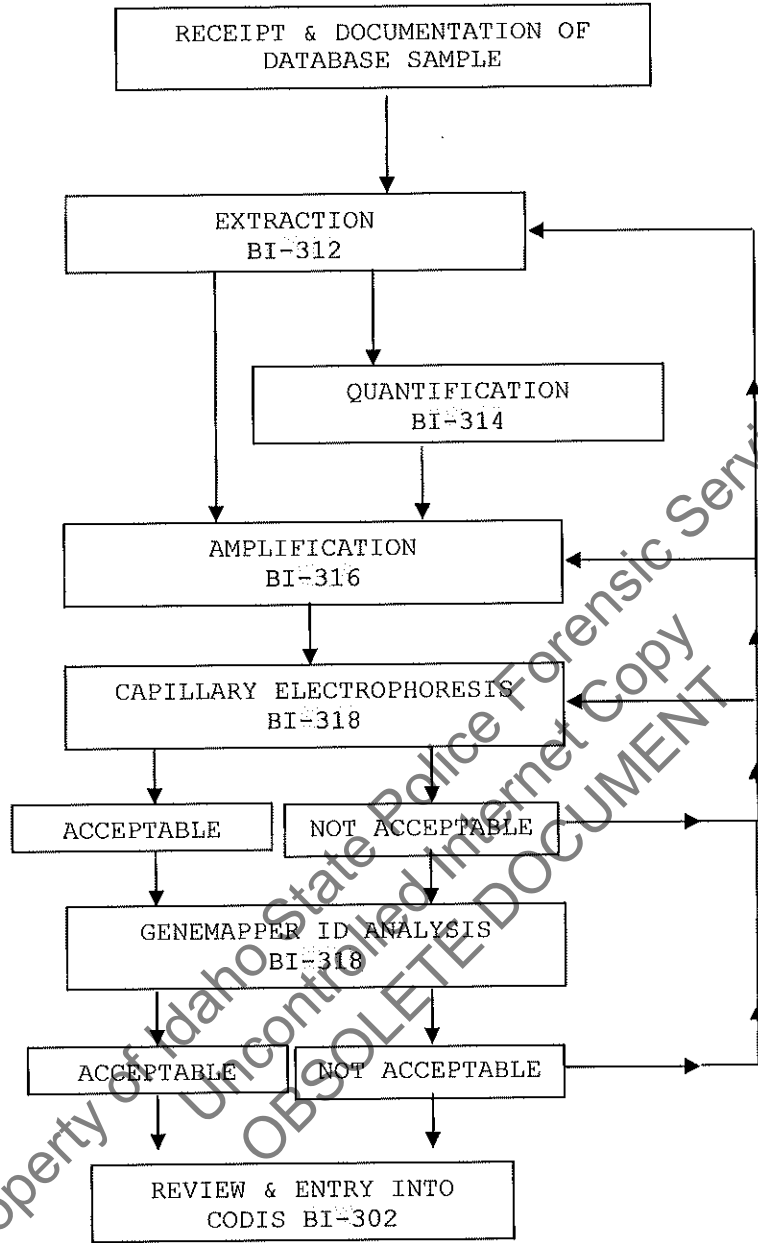 RECEIPT & DOCUMENTATION OF
DATABASE SAMPLE
EXTRACTION
BI-312
QUANTIFICATION
BI-314
AMPLIFICATION
BI-316
CAPILLARY ELECTROPHORESIS
BI-318
ACCEPTABLE
NOT ACCEPTABLE
GENEMAPPER ID ANALYSIS
BI-318
ACCEPTABLE
NOT ACCEPTABLE
REVIEW & ENTRY INTO
CODIS BI-302
operty of Idaho State Police Forensic Servi
Uncontrolled Internet Copy
OBSOLETE DOCUMENT